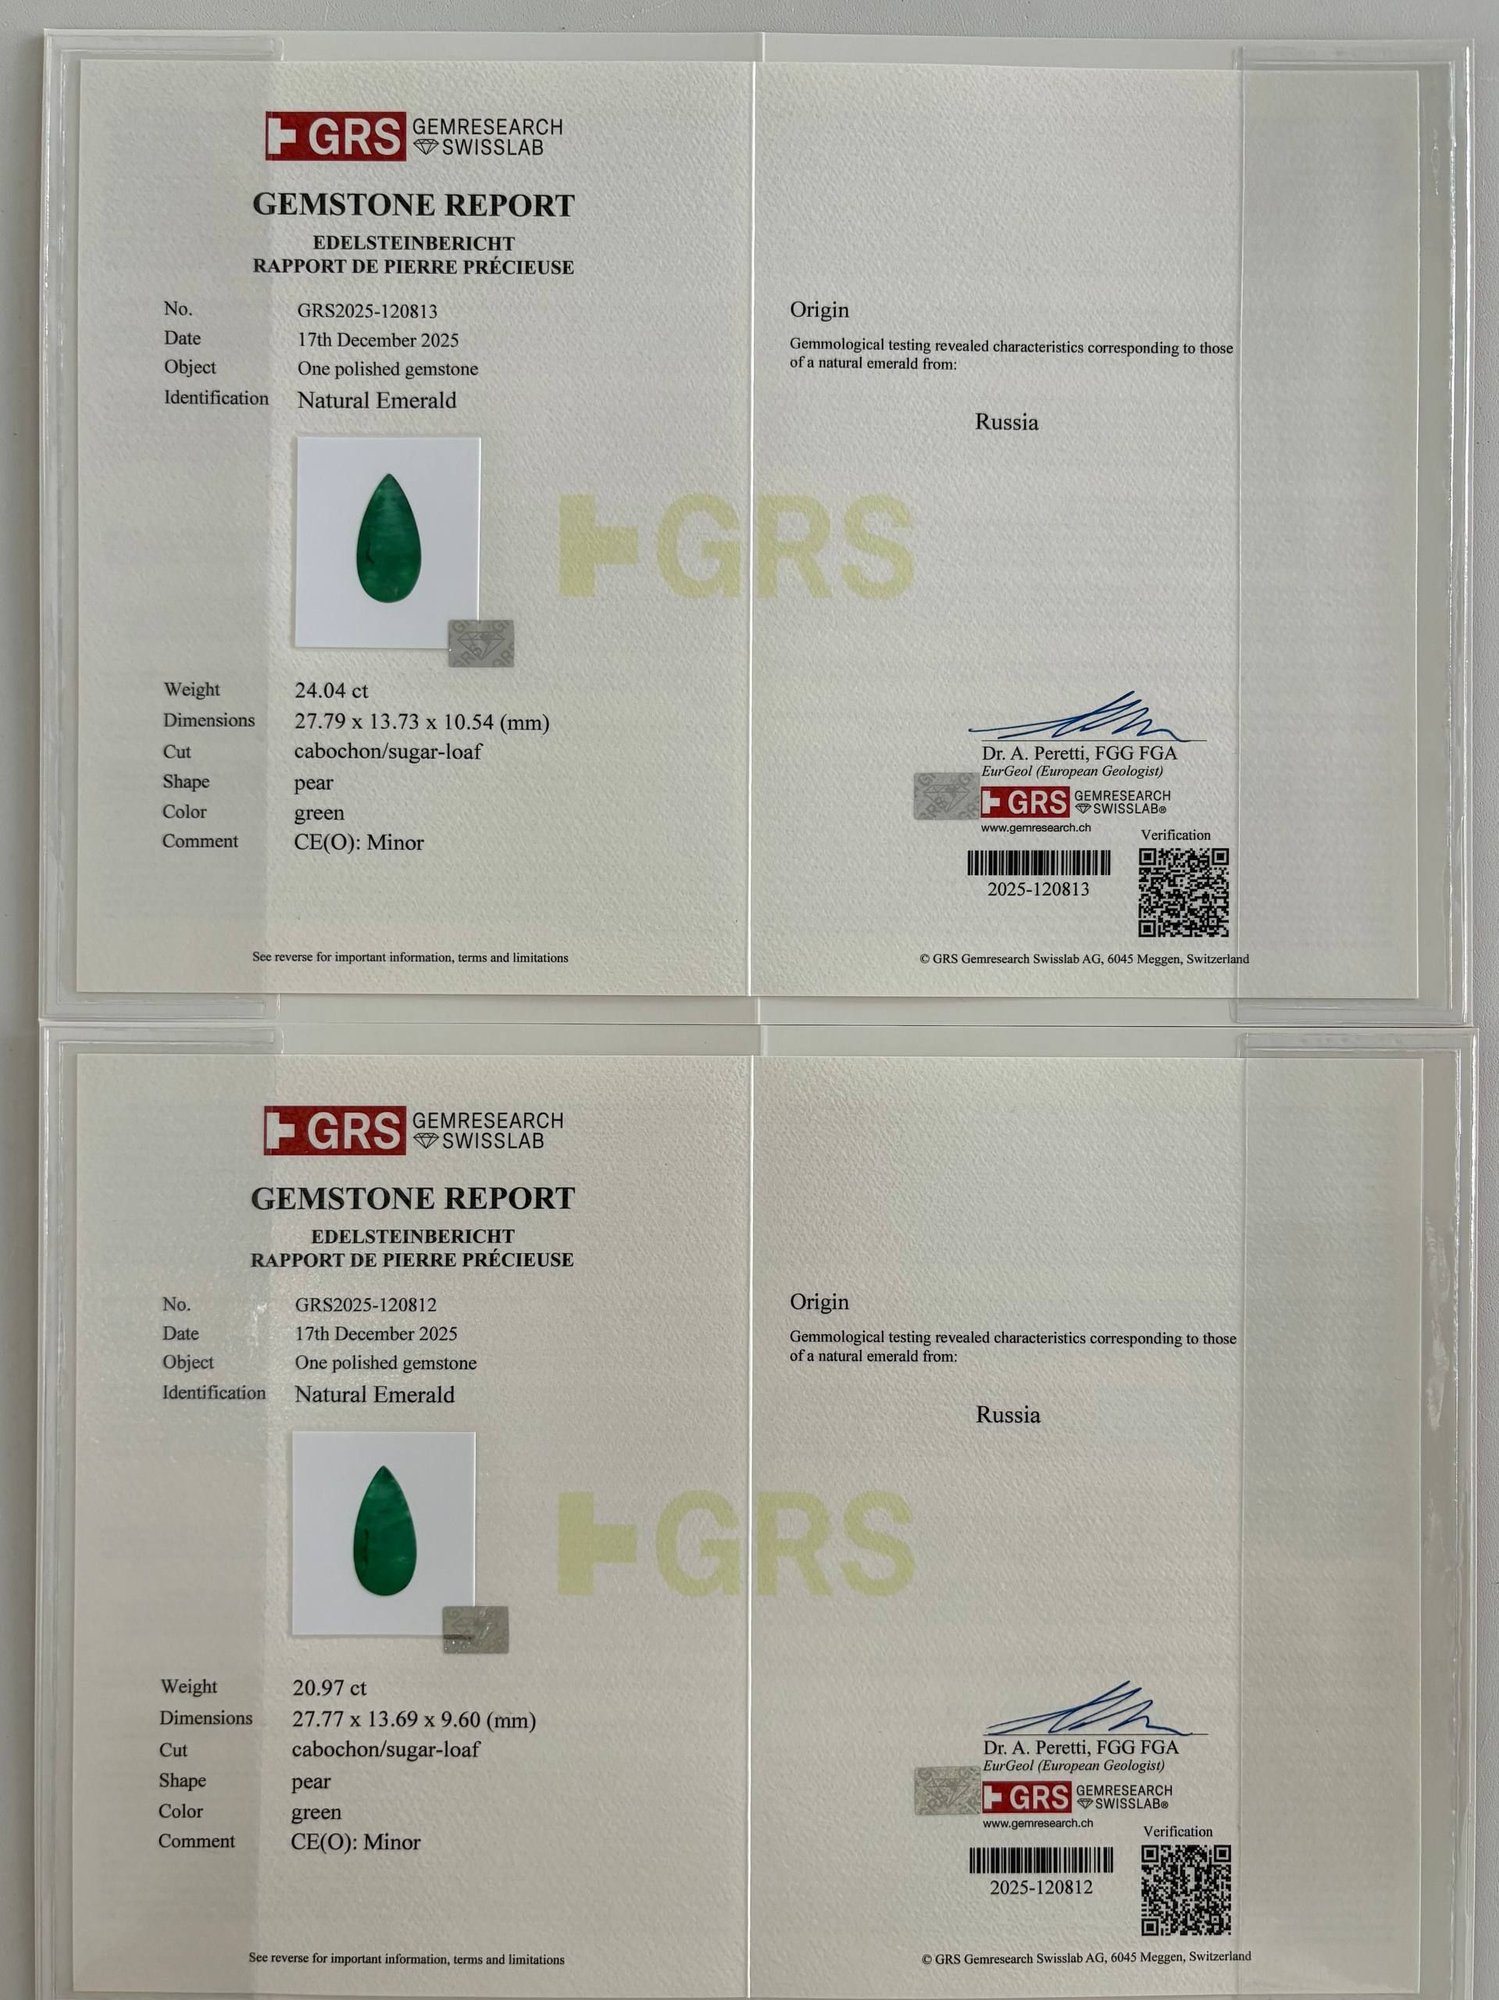 GRS GEMRESEARCH
SWISSLAB
GEMSTONE REPORT
EDELSTEINBERICHT
RAPPORT DE PIERRE PRÉCIEUSE
No. GRS2025-120813
Date 17th December 2025
Object One polished gemstone
Identification Natural Emerald
Weight 24.04 ct
Dimensions 27.79 x 13.73 x 10.54 (mm)
Cut cabochon/sugar-loaf
Shape pear
Color green
Comment CE(O): Minor
See reverse for important information, terms and limitations
GRS
Origin
Gemmological testing revealed characteristics corresponding to those
of a natural emerald from:
Russia
Dr. A. Peretti, FGG FGA
EurGeol (European Geologist)
GRS GEMRESEARCH
SWISSLAB®
www.gemresearch.ch
Verification
2025-120813
© GRS Gemresearch Swisslab AG, 6045 Meggen, Switzerland
GRS GEMRESEARCH
SWISSLAB
GEMSTONE REPORT
EDELSTEINBERICHT
RAPPORT DE PIERRE PRÉCIEUSE
No. GRS2025-120812
Date 17th December 2025
Object One polished gemstone
Identification Natural Emerald
Weight 20.97 ct
Dimensions 27.77 x 13.69 x 9.60 (mm)
Cut cabochon/sugar-loaf
Shape pear
Color green
Comment CE(O): Minor
See reverse for important information, terms and limitations
GRS
Origin
Gemmological testing revealed characteristics corresponding to those
of a natural emerald from:
Russia
Dr. A. Peretti, FGG FGA
EurGeol (European Geologist)
GRS GEMRESEARCH
SWISSLAB®
www.gemresearch.ch
Verification
2025-120812
© GRS Gemresearch Swisslab AG, 6045 Meggen, Switzerland